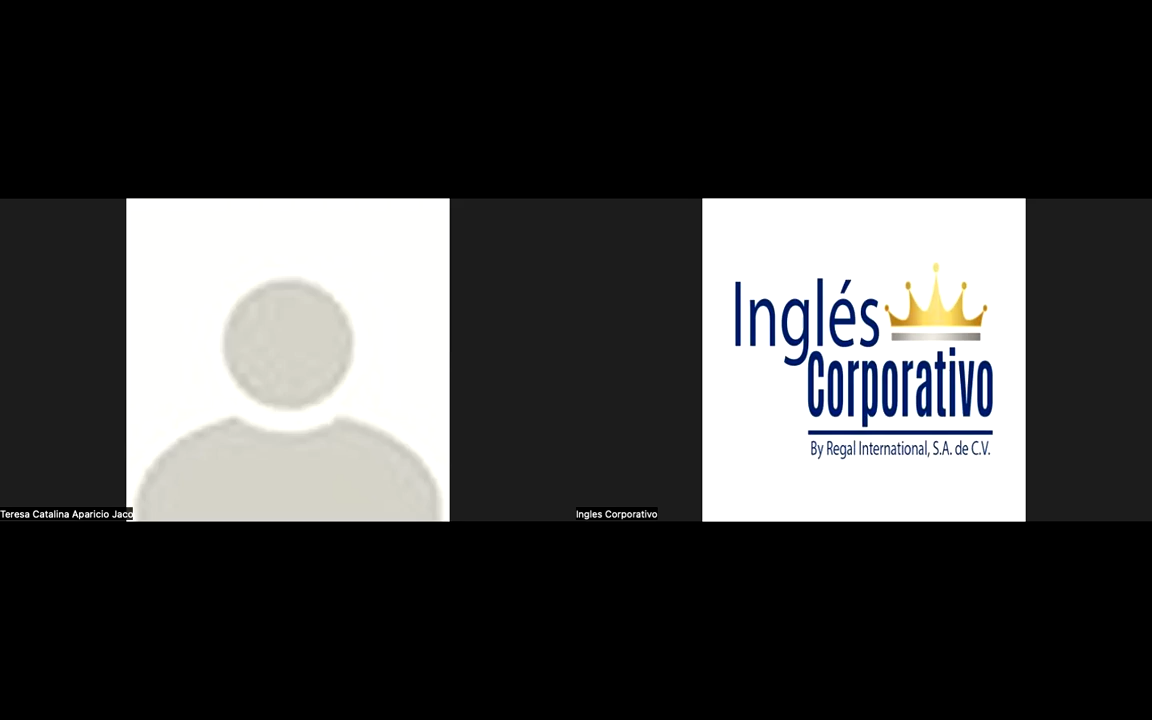 Inglés
Corporativo
By Regal International, S.A. de C.V.
Teresa Catalina Aparicio Jaco
Ingles Corporativo